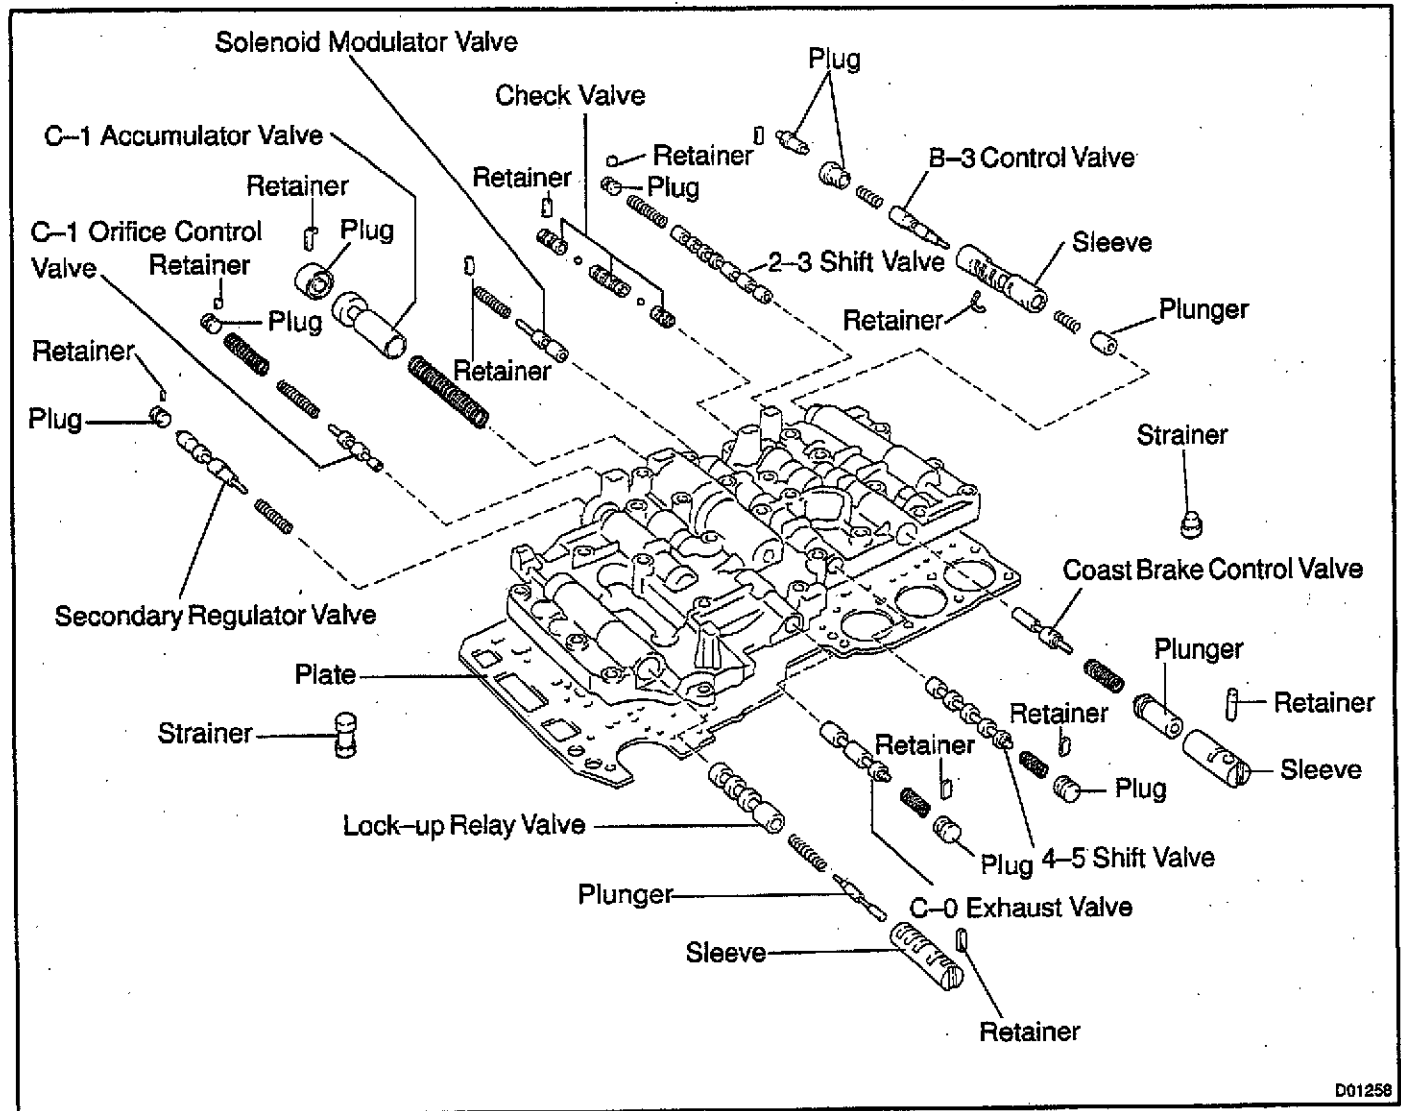 Solenoid Modulator Valve
Plug
Check Valve
C–1 Accumulator Valve
Retainer
B–3 Control Valve
Retainer
Retainer
Plug
C–1 Orifice Control
Valve
Plug
Retainer
2–3 Shift Valve
Sleeve
Retainer
Plunger
Plug
Retainer
Retainer
Plug
Strainer
Coast Brake Control Valve
Secondary Regulator Valve
Plunger
Plate
Retainer
Retainer
Strainer
Retainer
Sleeve
Plug
Lock–up Relay Valve
Plug
4–5 Shift Valve
Plunger
C–0 Exhaust Valve
Sleeve
Retainer
D01258